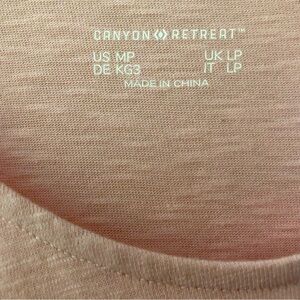 CANYON RETREAT™
US MP UK LP
DE KG3 IT LP
MADE IN CHINA